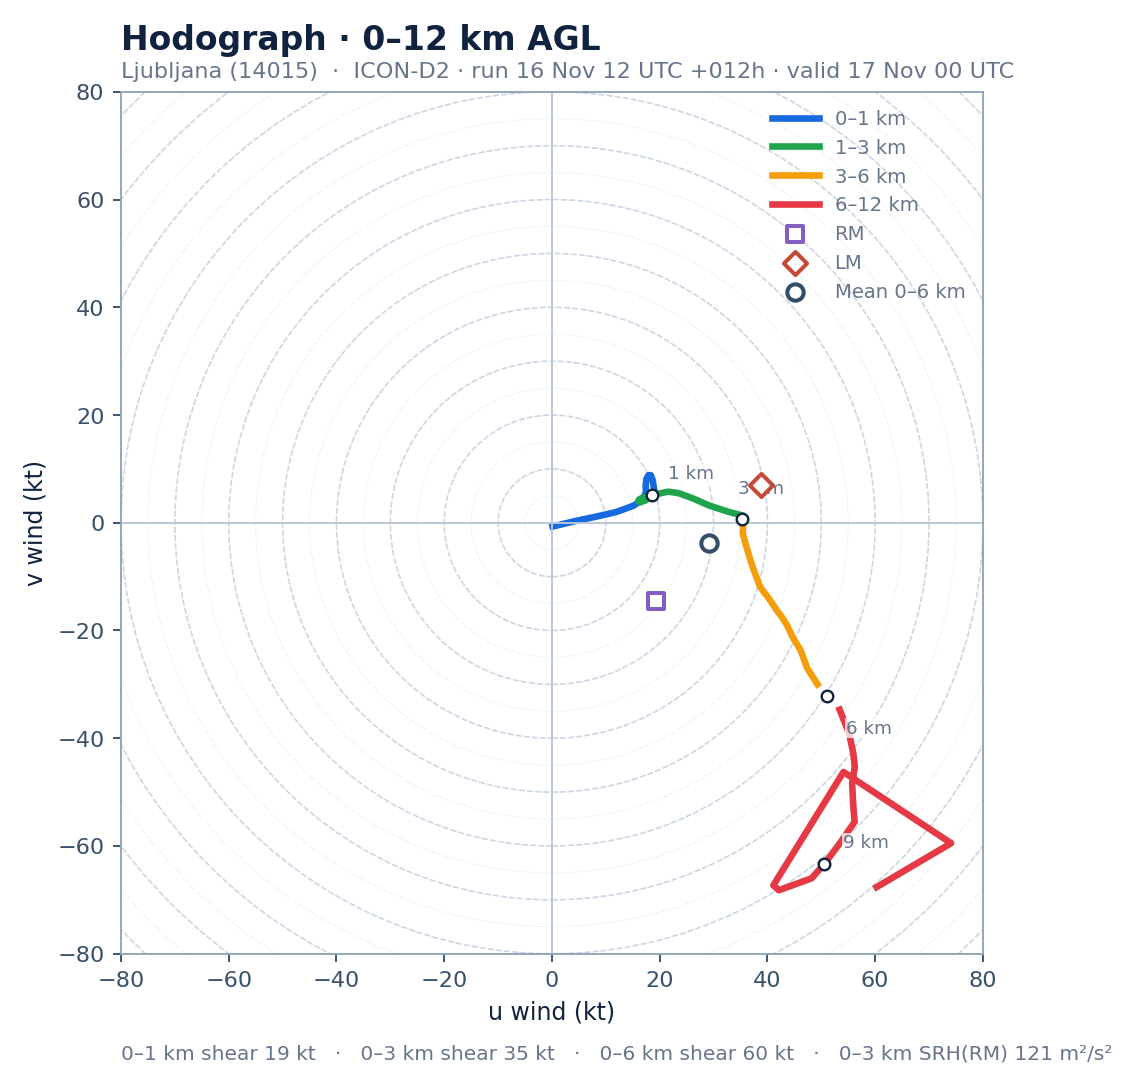 Hodograph · 0–12 km AGL
Ljubljana (14015) · ICON-D2 · run 16 Nov 12 UTC +012h · valid 17 Nov 00 UTC
0–1 km
1–3 km
3–6 km
6–12 km
RM
LM
Mean 0–6 km
80
60
40
20
0
−20
−40
−60
−80
v wind (kt)
1 km
3 km
6 km
9 km
−80 −60 −40 −20 0 20 40 60 80
u wind (kt)
0–1 km shear 19 kt · 0–3 km shear 35 kt · 0–6 km shear 60 kt · 0–3 km SRH(RM) 121 m²/s²